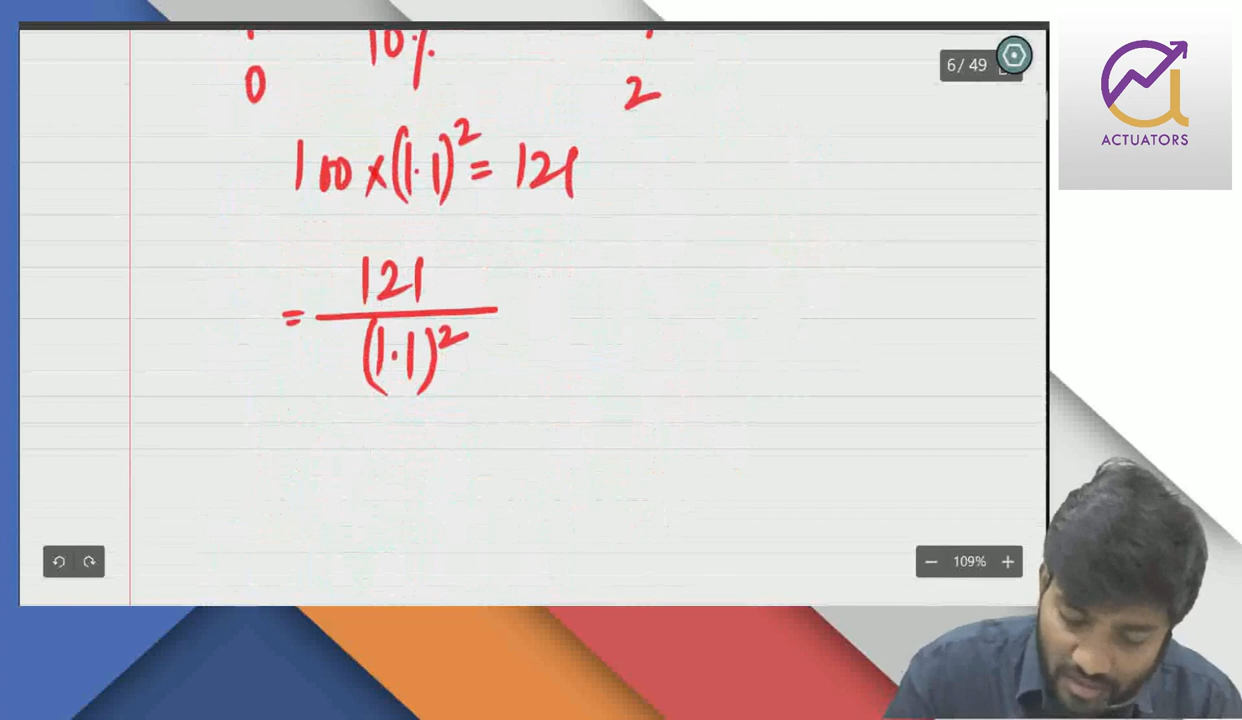 10%
0 2
100 × (1.1)² = 121
= 121
(1.1)²
6 / 49
ACTUATORS
109%